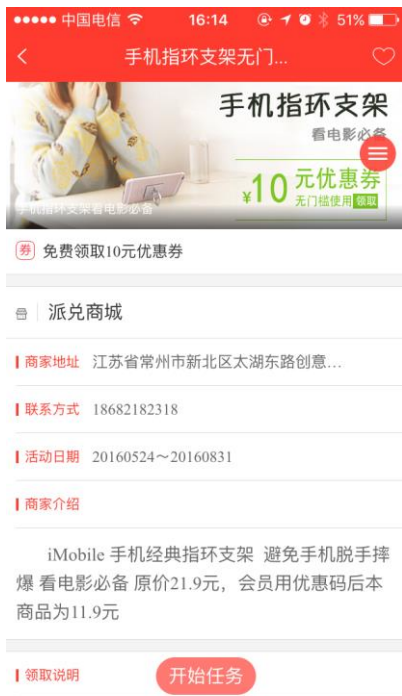 中国电信 16:14 51%
手机指环支架无门...
手机指环支架
看电影必备
¥10元优惠券
无门槛使用 领取
手机指环支架看电影必备
券 免费领取10元优惠券
派兑商城
商家地址 江苏省常州市新北区太湖东路创意...
联系方式 18682182318
活动日期 20160524～20160831
商家介绍
iMobile 手机经典指环支架 避免手机脱手摔
爆 看电影必备 原价21.9元，会员用优惠码后本
商品为11.9元
领取说明
开始任务